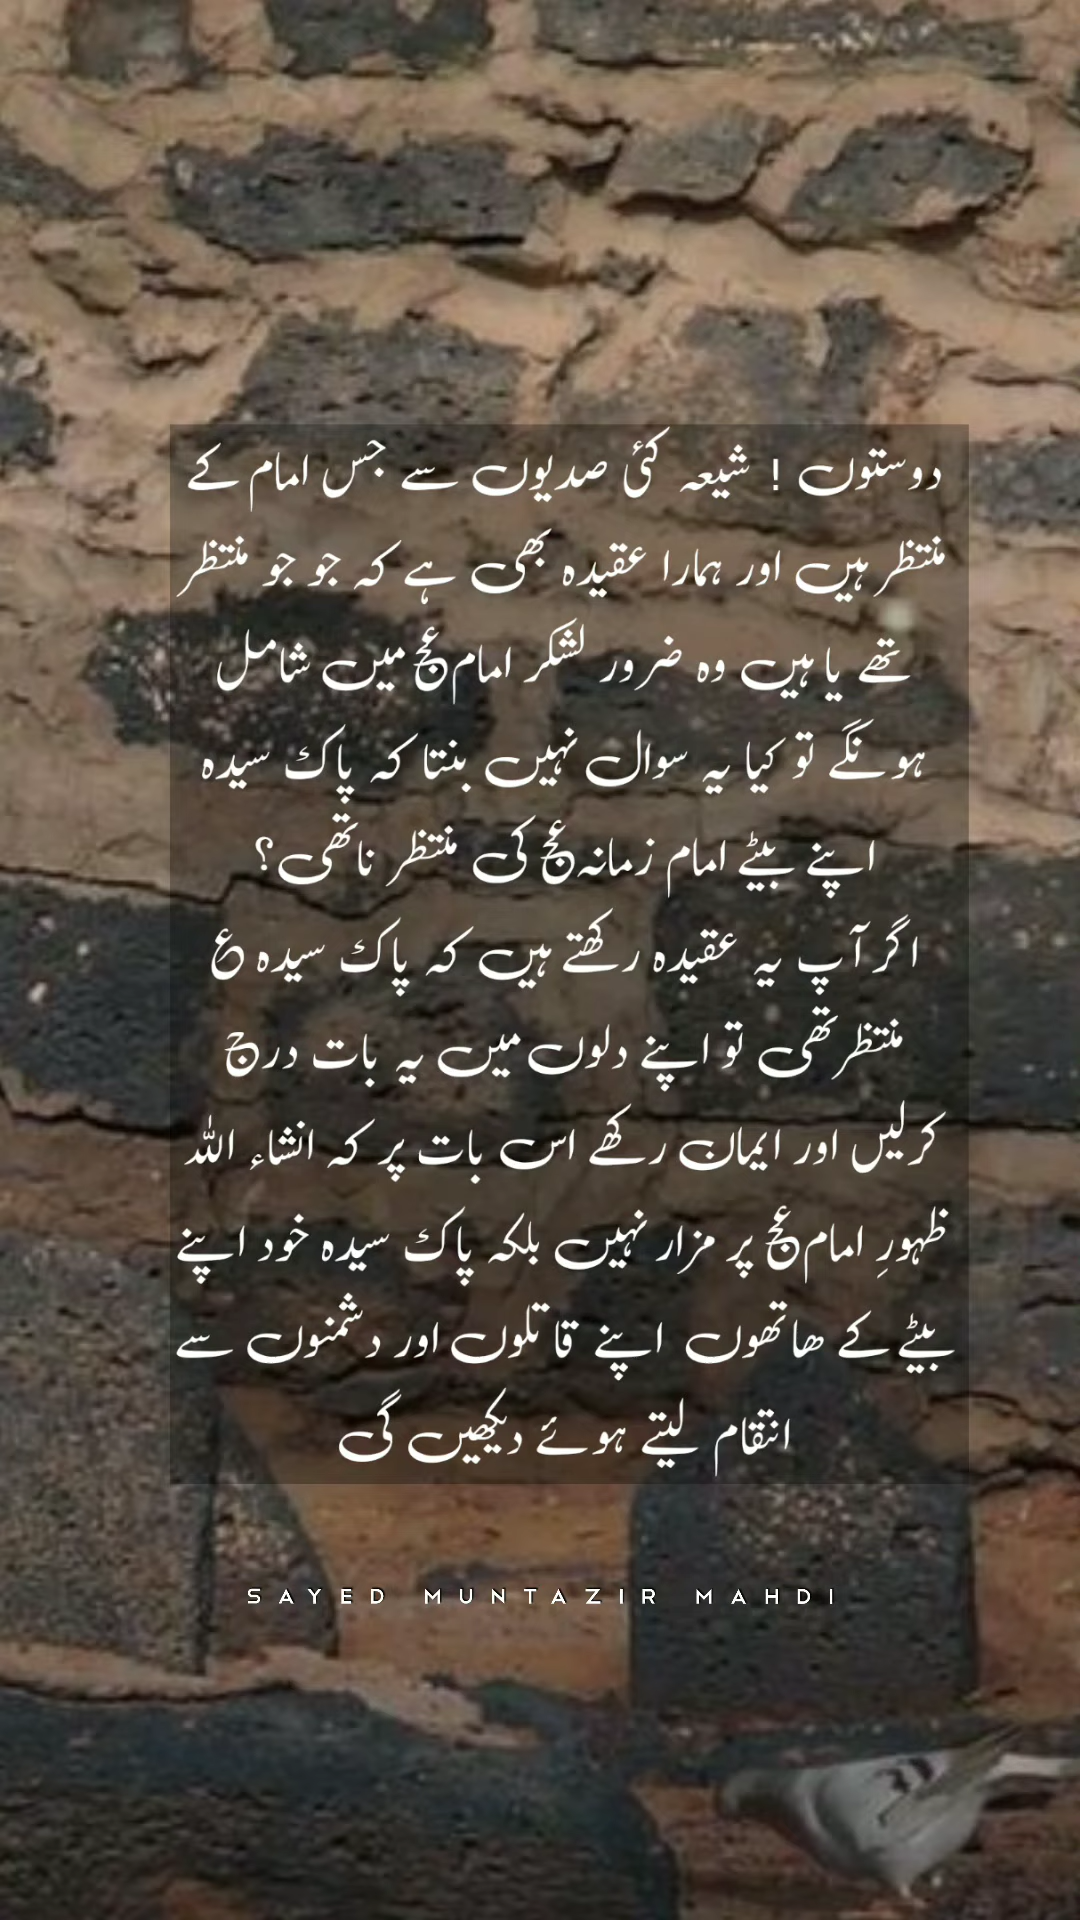 دوستوں ! شیعہ کئی صدیوں سے جس امام کے
منتظر ہیں اور ہمارا عقیدہ بھی ہے کہ جو جو منتظر
تھے یا ہیں وہ ضرور لشکر امام عج میں شامل
ہونگے تو کیا یہ سوال نہیں بنتا کہ پاک سیدہ
اپنے بیٹے امام زمانہ عج کی منتظر ناتھی؟
اگر آپ یہ عقیدہ رکھتے ہیں کہ پاک سیدہ ع
منتظر تھی تو اپنے دلوں میں یہ بات درج
کرلیں اور ایمان رکھے اس بات پر کہ انشاء اللہ
ظہورِ امام عج پر مزار نہیں بلکہ پاک سیدہ خود اپنے
بیٹے کے ھاتھوں اپنے قاتلوں اور دشمنوں سے
انتقام لیتے ہوئے دیکھیں گی
SAYED MUNTAZIR MAHDI